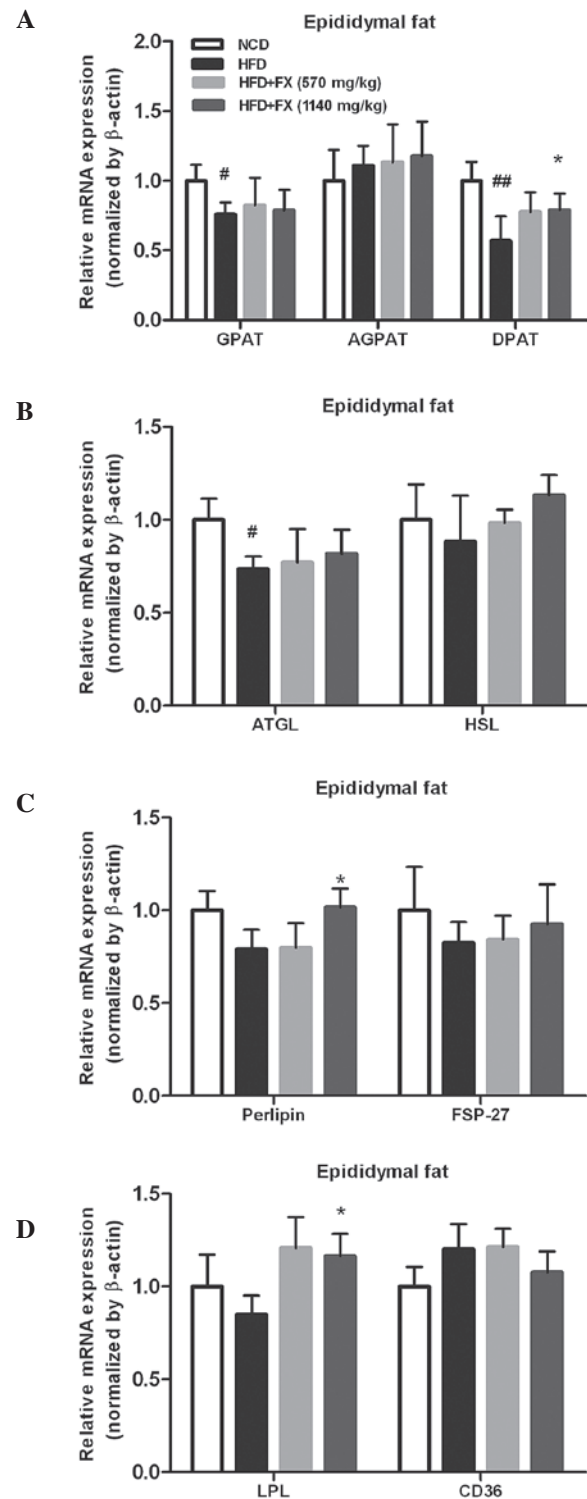 A
Epididymal fat
Relative mRNA expression
(normalized by β-actin)
2.0
1.5
1.0
0.5
0.0
NCD
HFD
HFD+FX (570 mg/kg)
HFD+FX (1140 mg/kg)
#
##
*
GPAT
AGPAT
DPAT
B
Epididymal fat
Relative mRNA expression
(normalized by β-actin)
1.5
1.0
0.5
0.0
#
ATGL
HSL
C
Epididymal fat
Relative mRNA expression
(normalized by β-actin)
1.5
1.0
0.5
0.0
*
Perlipin
FSP-27
D
Epididymal fat
Relative mRNA expression
(normalized by β-actin)
1.5
1.0
0.5
0.0
*
LPL
CD36